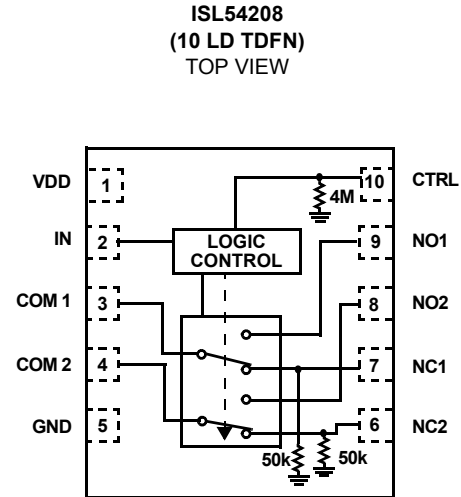 ISL54208
(10 LD TDFN)
TOP VIEW
VDD 1 10 CTRL
4M
IN 2 LOGIC CONTROL 9 NO1
COM 1 3 8 NO2
COM 2 4 7 NC1
GND 5 6 NC2
50k 50k